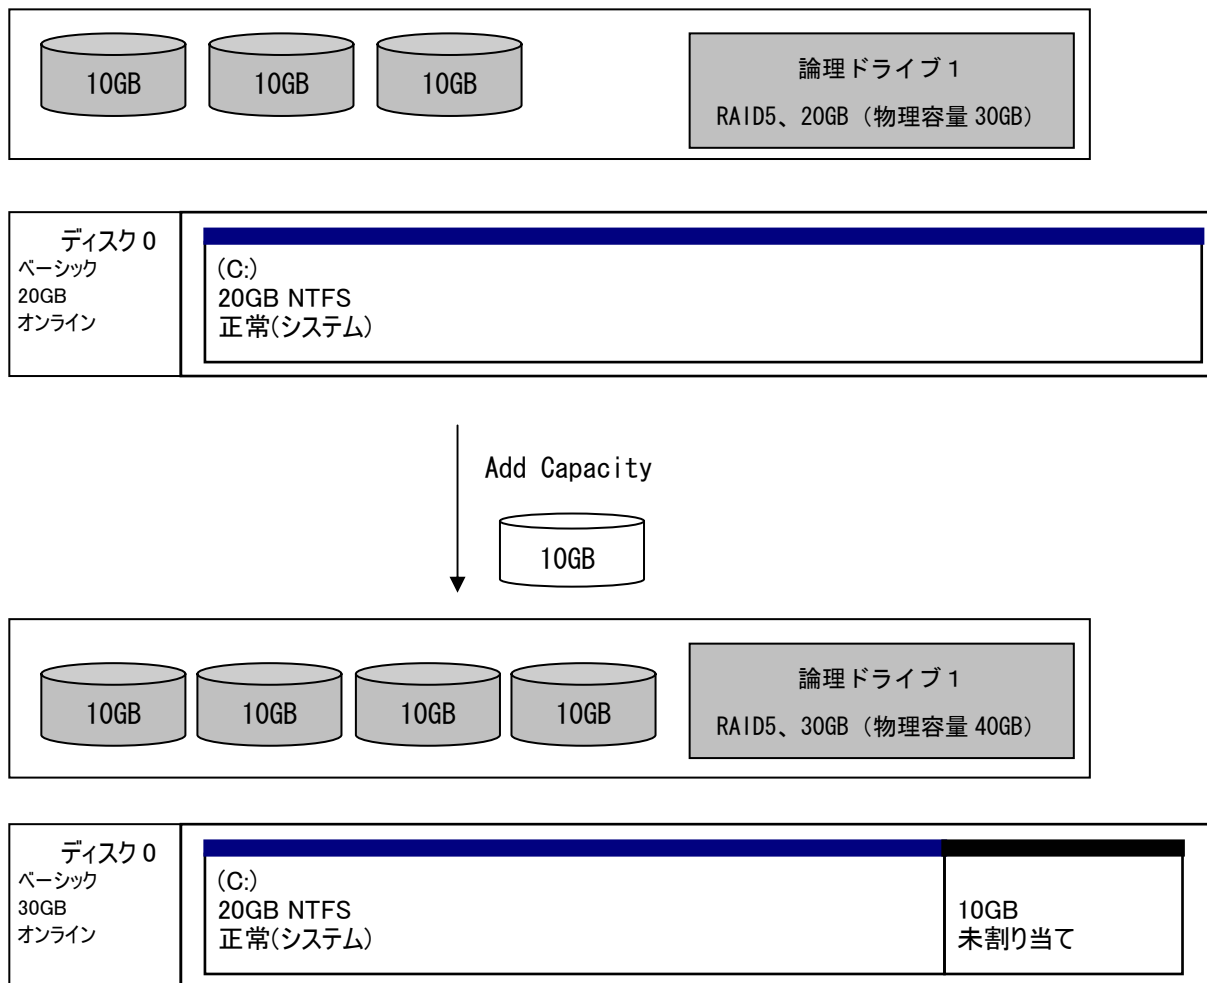 10GB
10GB
10GB
論理ドライブ1
RAID5、20GB（物理容量 30GB）
ディスク 0
ベーシック
20GB
オンライン
(C:)
20GB NTFS
正常(システム)
Add Capacity
10GB
10GB
10GB
10GB
10GB
論理ドライブ1
RAID5、30GB（物理容量 40GB）
ディスク 0
ベーシック
30GB
オンライン
(C:)
20GB NTFS
正常(システム)
10GB
未割り当て